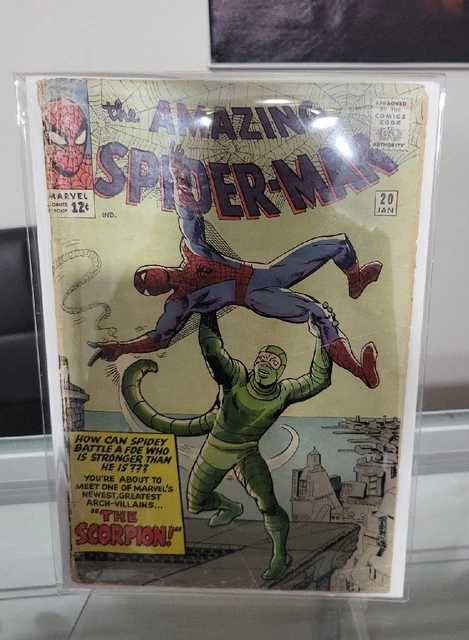 the AMAZING
SPIDER-MAN
APPROVED
BY THE
COMICS
CODE
AUTHORITY
MARVEL
COMICS
GROUP 12¢
IND.
20
JAN
HOW CAN SPIDEY
BATTLE A FOE WHO
IS STRONGER THAN
HE IS???
YOU'RE ABOUT TO
MEET ONE OF MARVEL'S
NEWEST, GREATEST
ARCH-VILLAINS...
"THE
SCORPION!"